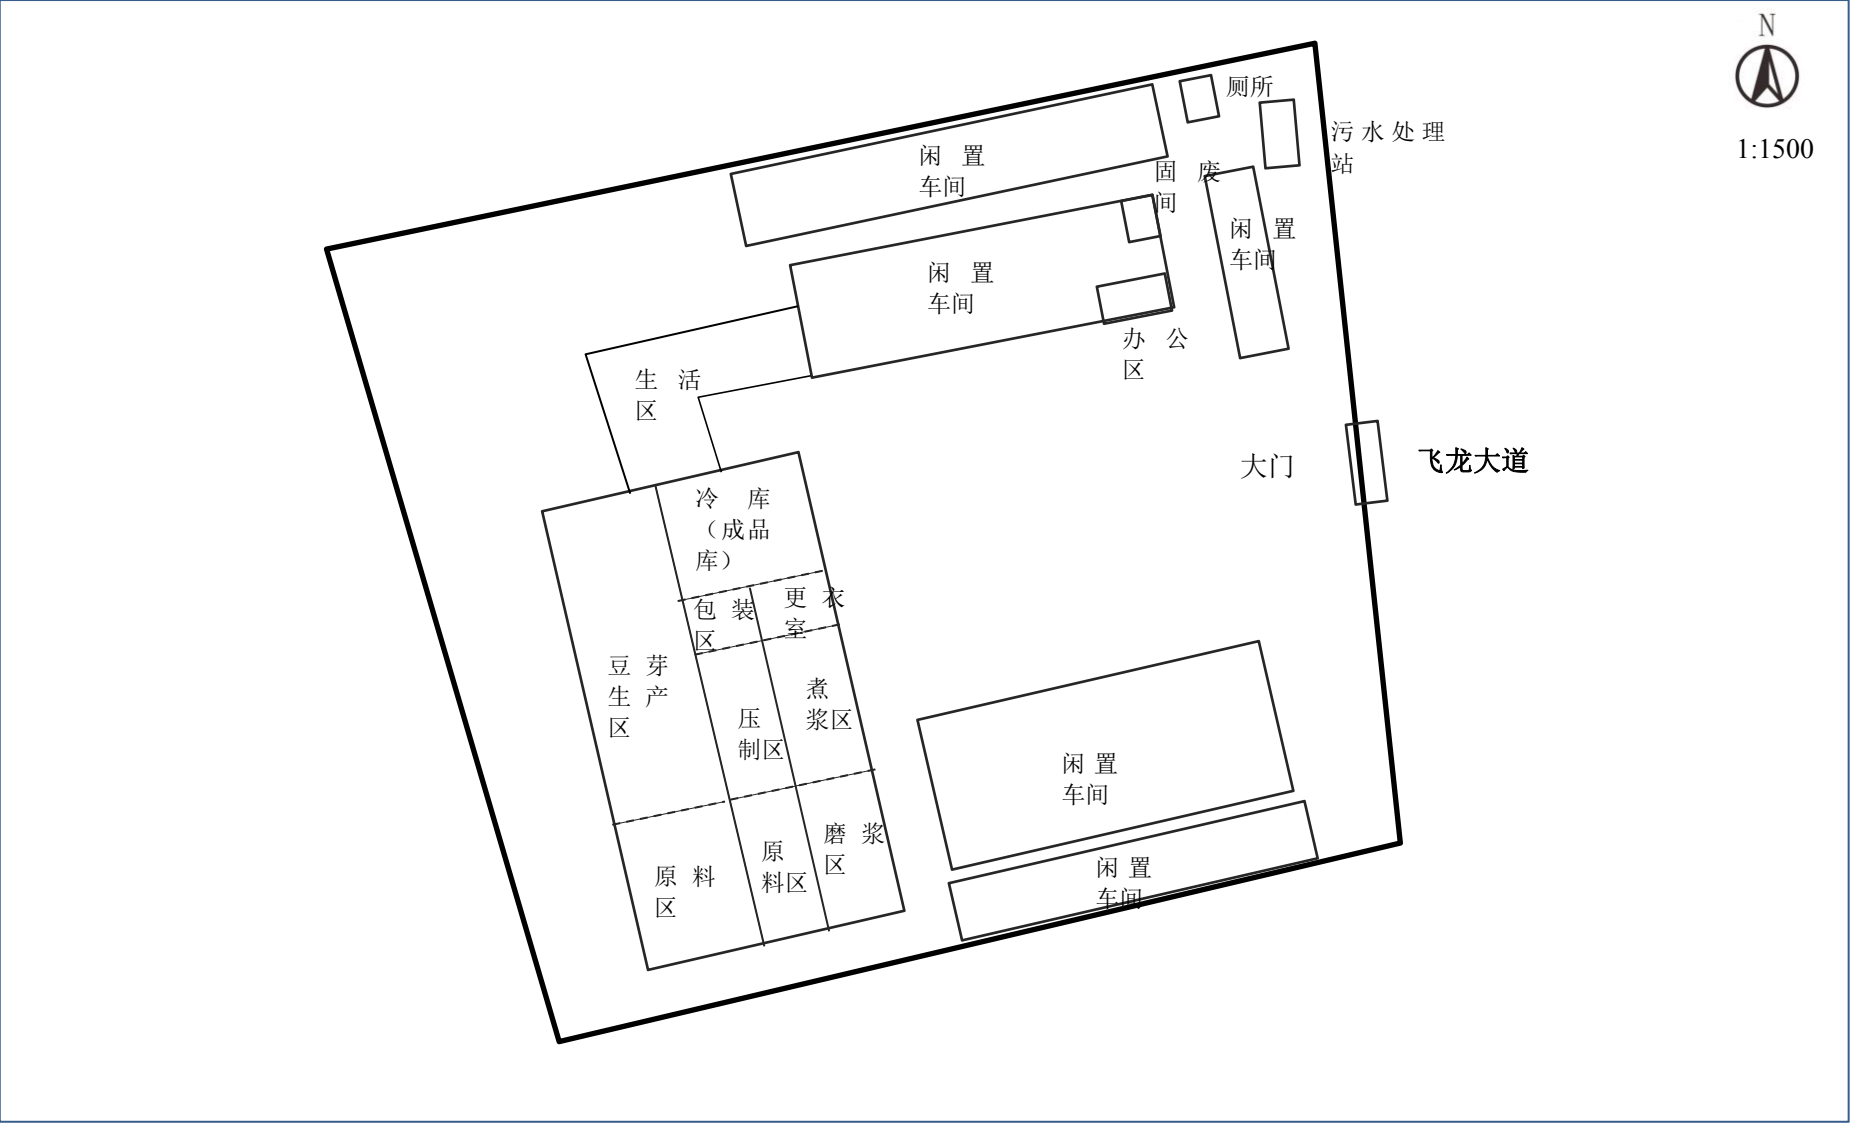 N
1:1500
厕所
污水处理
站
闲 置
车间
固 废
间
闲 置
车间
闲 置
车间
办 公
区
生 活
区
大门
飞龙大道
冷 库
（成品
库）
包 装
区
更 衣
室
豆 芽
生 产
区
压
制区
煮
浆区
原 料
区
原
料区
磨 浆
区
闲 置
车间
闲 置
车间